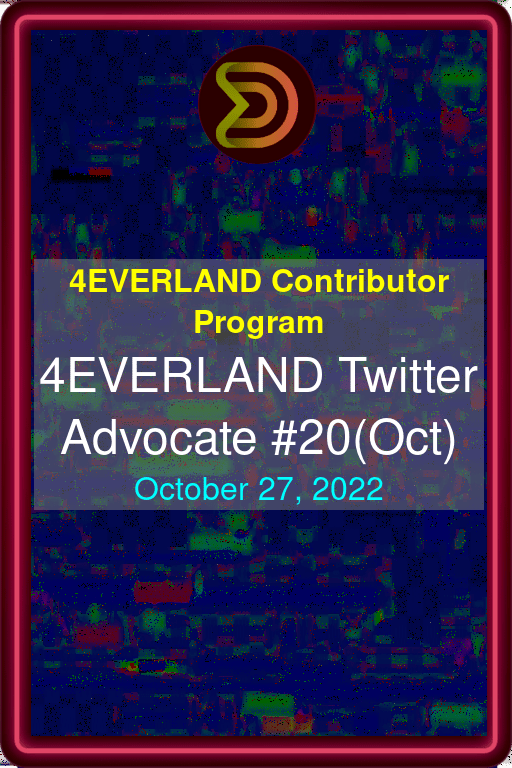 4EVERLAND Contributor
Program
4EVERLAND Twitter
Advocate #20(Oct)
October 27, 2022